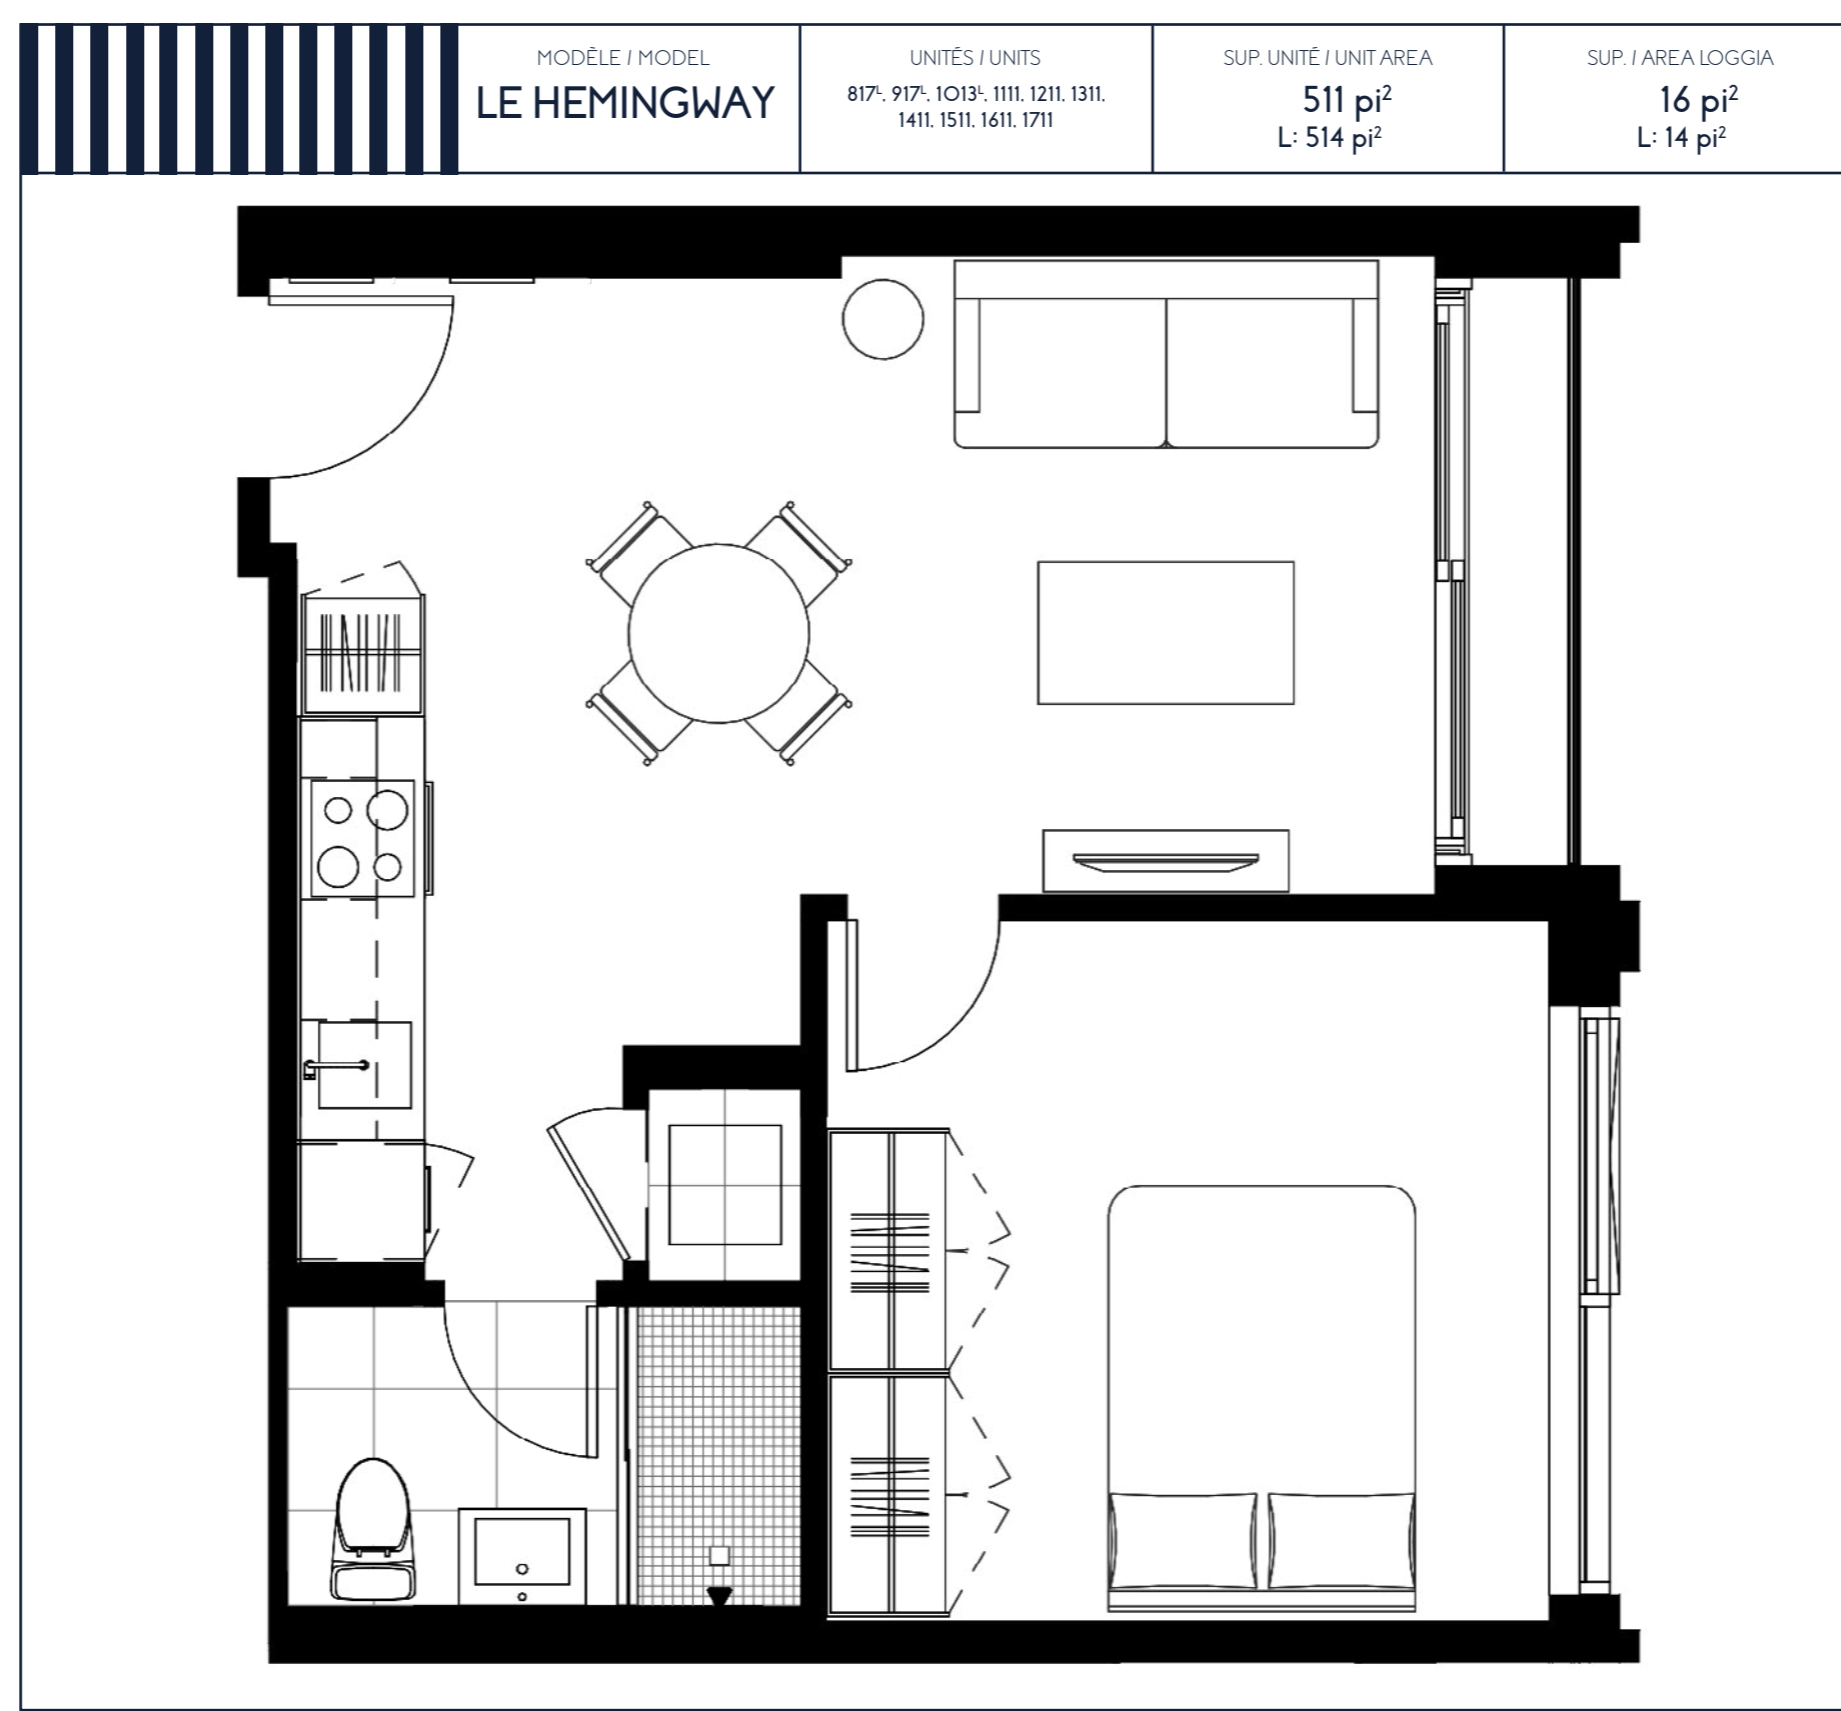 MODÈLE / MODEL
LE HEMINGWAY
UNITÉS / UNITS
817ᴸ, 917ᴸ, 1013ᴸ, 1111, 1211, 1311,
1411, 1511, 1611, 1711
SUP. UNITÉ / UNIT AREA
511 pi²
L: 514 pi²
SUP. / AREA LOGGIA
16 pi²
L: 14 pi²